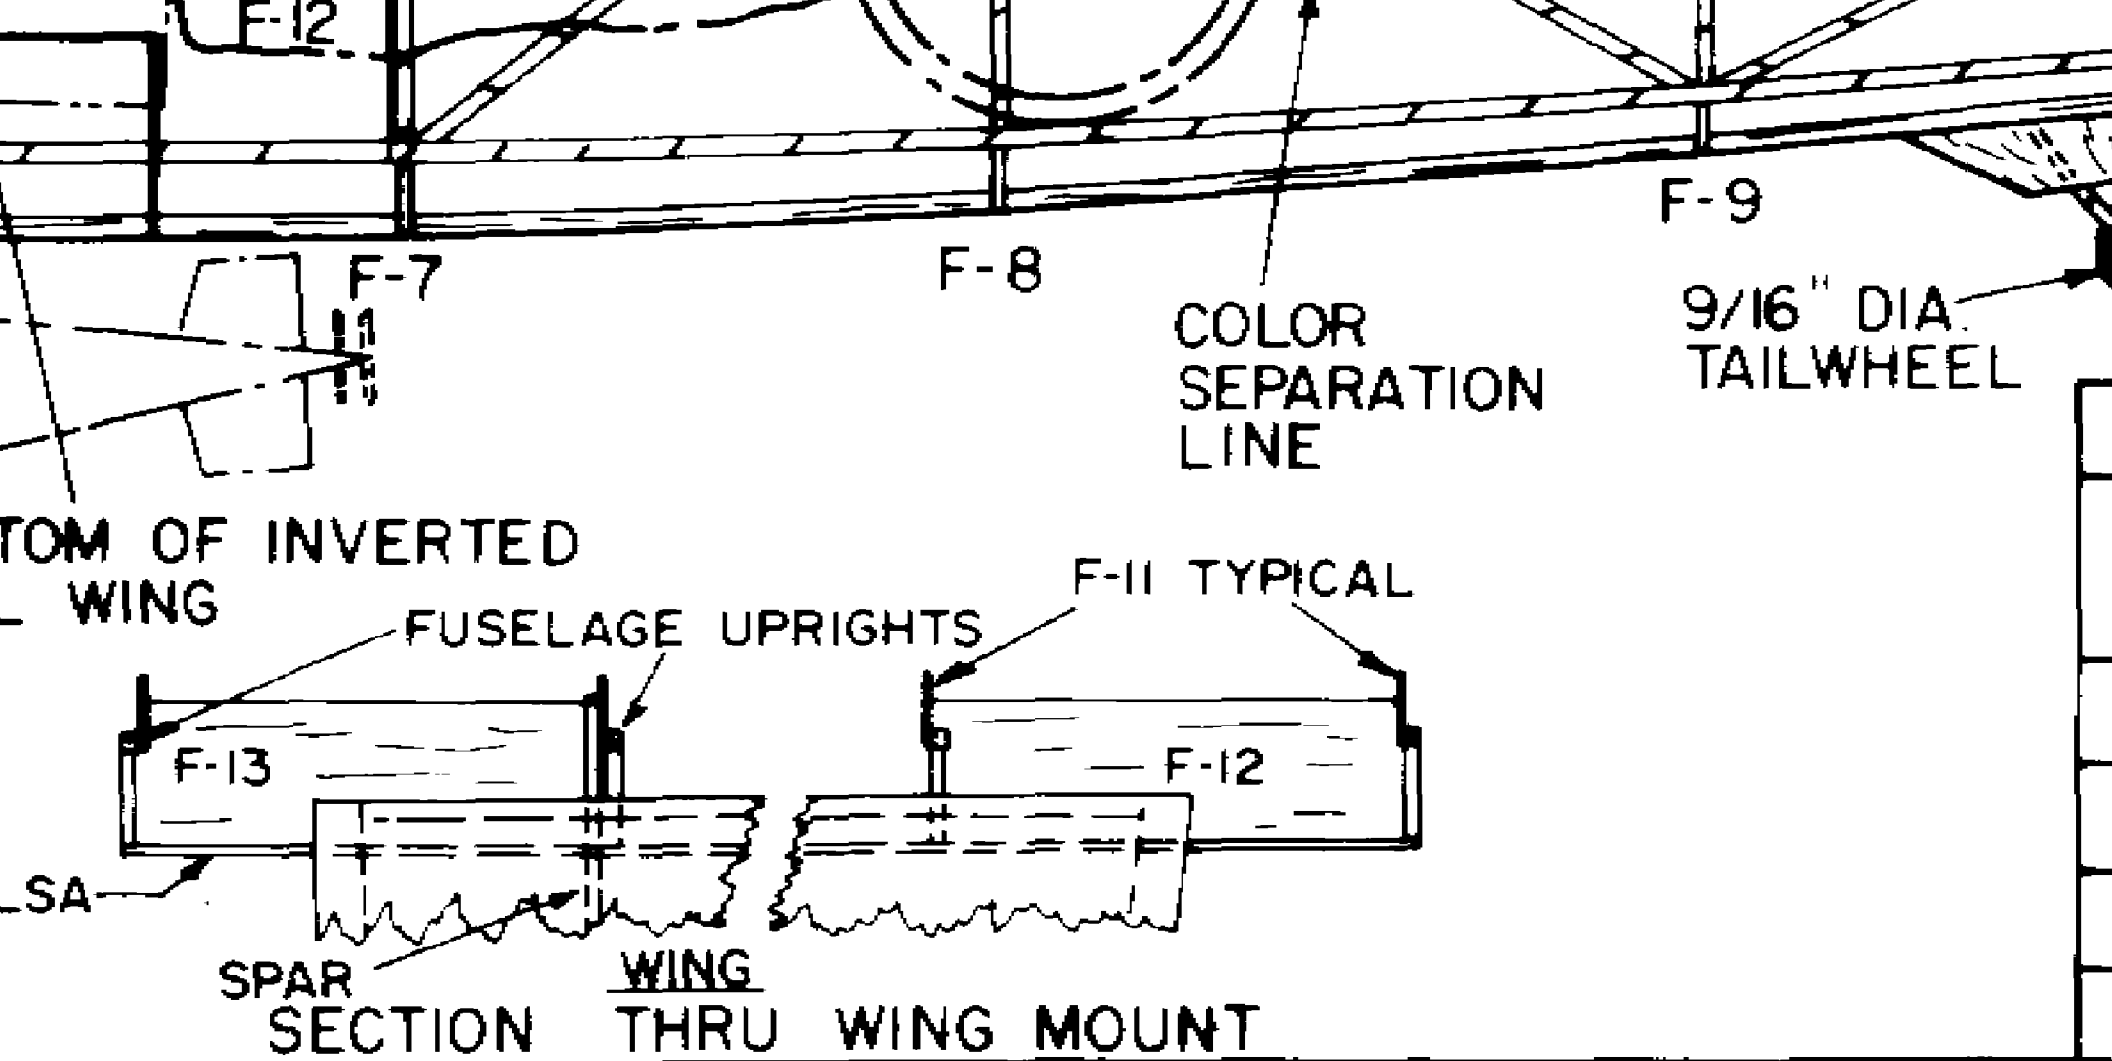 F-12
F-7
F-8
F-9
COLOR
SEPARATION
LINE
9/16" DIA.
TAILWHEEL
TOM OF INVERTED
WING
F-11 TYPICAL
FUSELAGE UPRIGHTS
F-13
F-12
LSA
SPAR
WING
SECTION THRU WING MOUNT